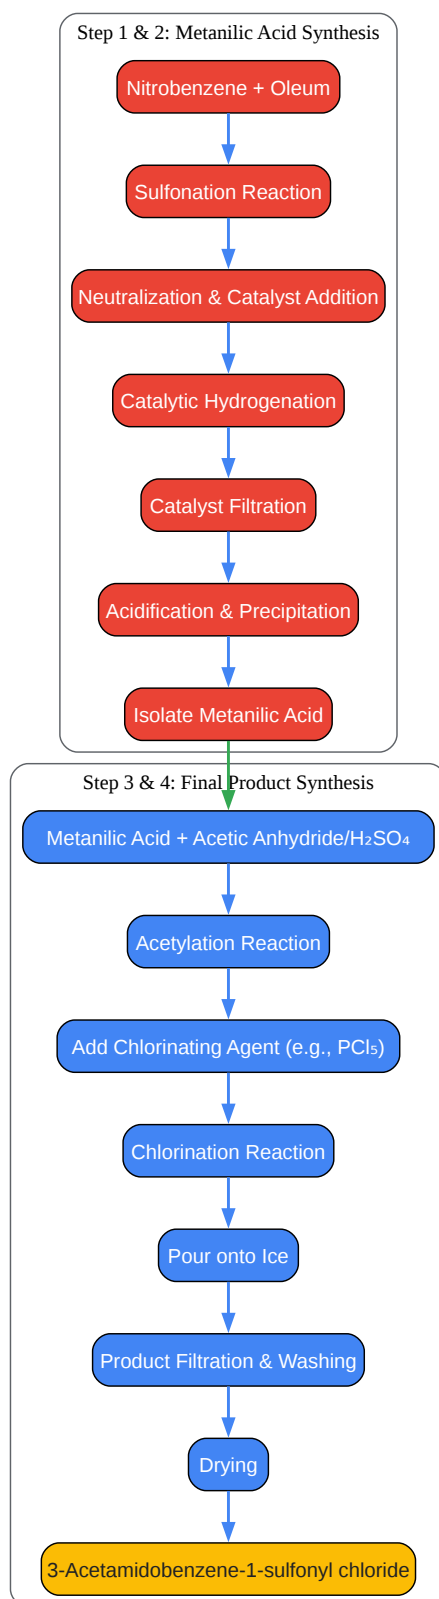 Step 1 & 2: Metanilic Acid Synthesis
Nitrobenzene + Oleum
Sulfonation Reaction
Neutralization & Catalyst Addition
Catalytic Hydrogenation
Catalyst Filtration
Acidification & Precipitation
Isolate Metanilic Acid
Step 3 & 4: Final Product Synthesis
Metanilic Acid + Acetic Anhydride/H₂SO₄
Acetylation Reaction
Add Chlorinating Agent (e.g., PCl₅)
Chlorination Reaction
Pour onto Ice
Product Filtration & Washing
Drying
3-Acetamidobenzene-1-sulfonyl chloride